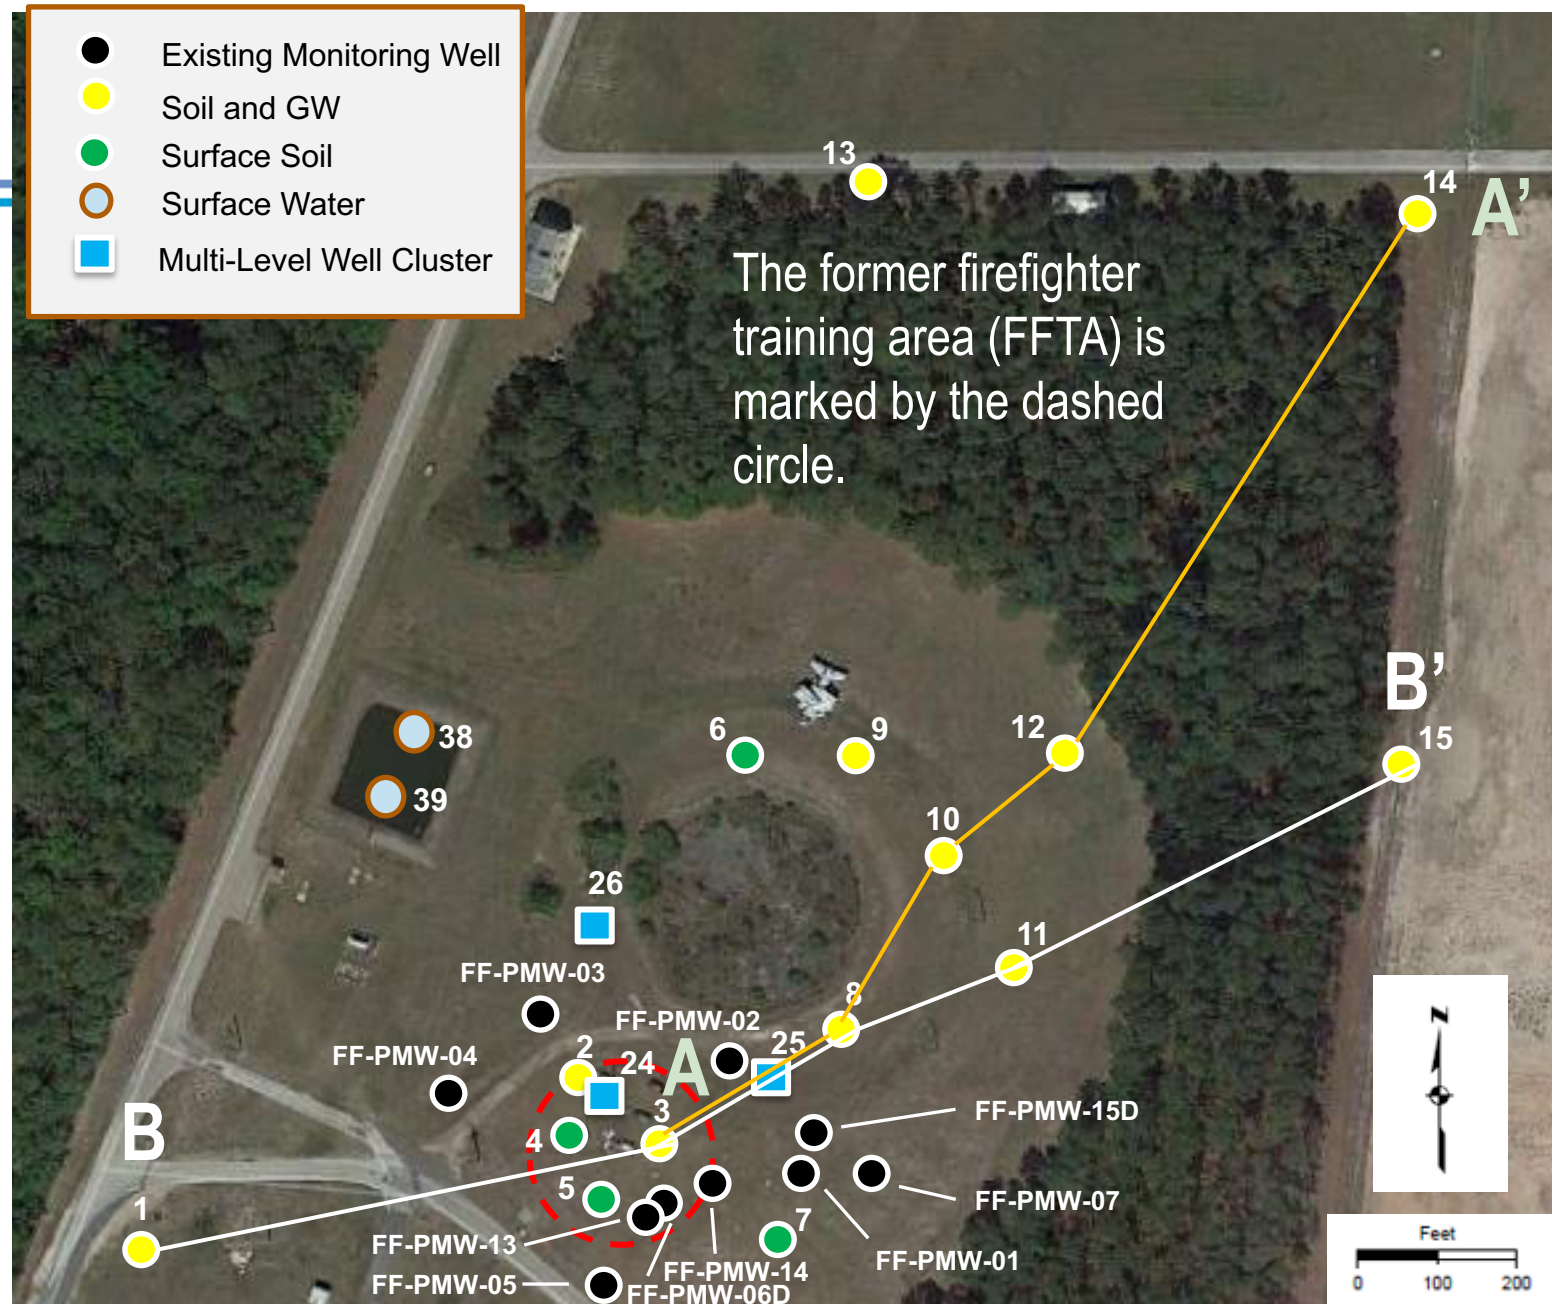 Existing Monitoring Well
Soil and GW
Surface Soil
Surface Water
Multi-Level Well Cluster
13
14
A’
The former firefighter
training area (FFTA) is
marked by the dashed
circle.
B’
15
6
9
12
38
39
10
26
11
FF-PMW-03
8
FF-PMW-02
FF-PMW-04
2
24
A
25
B
3
4
FF-PMW-15D
5
FF-PMW-07
1
7
FF-PMW-13
FF-PMW-01
FF-PMW-14
FF-PMW-05
FF-PMW-06D
N
Feet
0 100 200